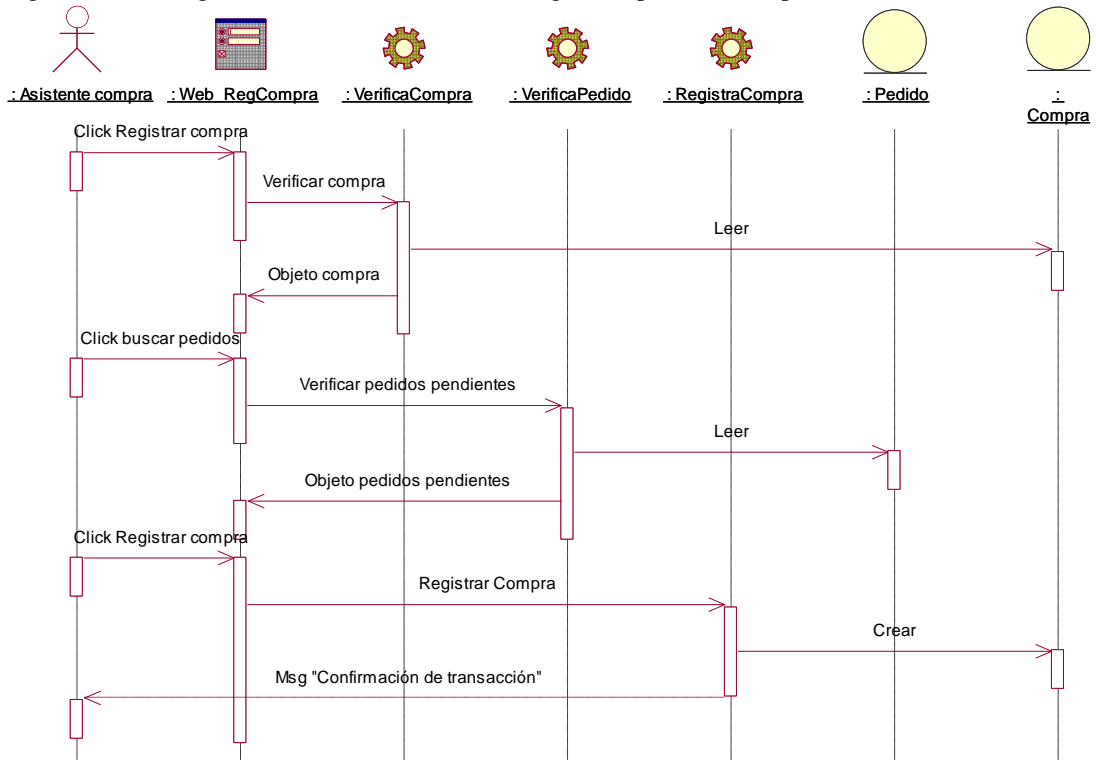 : Asistente compra
: Web_RegCompra
: VerificaCompra
: VerificaPedido
: RegistraCompra
: Pedido
:
Compra
Click Registrar compra
Verificar compra
Leer
Objeto compra
Click buscar pedidos
Verificar pedidos pendientes
Leer
Objeto pedidos pendientes
Click Registrar compra
Registrar Compra
Crear
Msg "Confirmación de transacción"